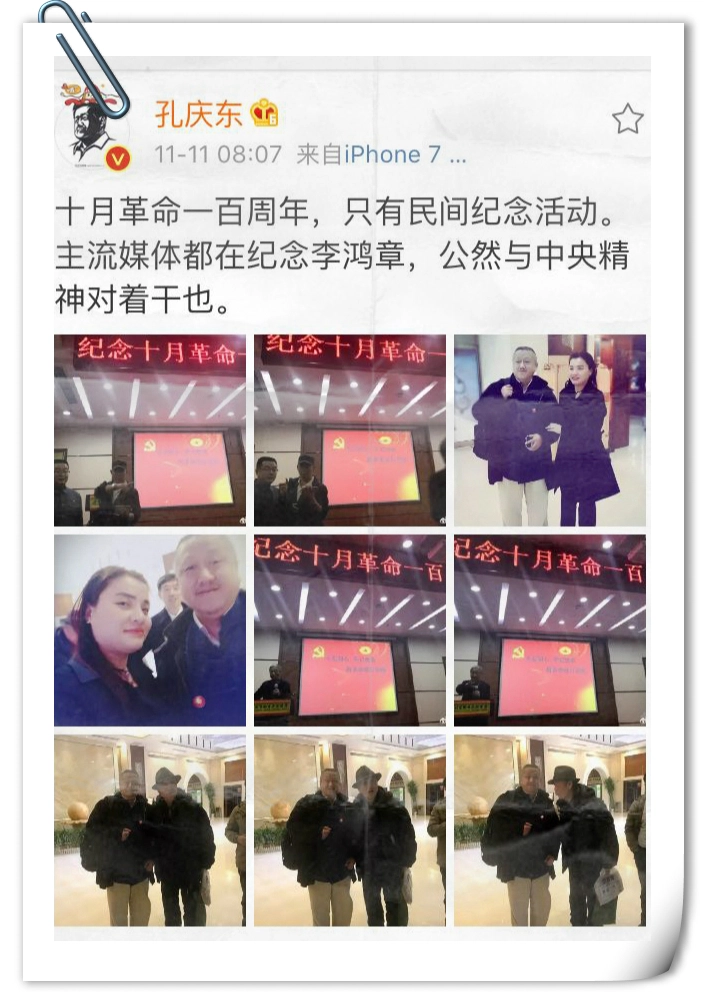 孔庆东
11-11 08:07 来自iPhone 7 ...
十月革命一百周年，只有民间纪念活动。
主流媒体都在纪念李鸿章，公然与中央精
神对着干也。
纪念十月革命一
纪念十月革命一
纪念十月革命一百
纪念十月革命一百